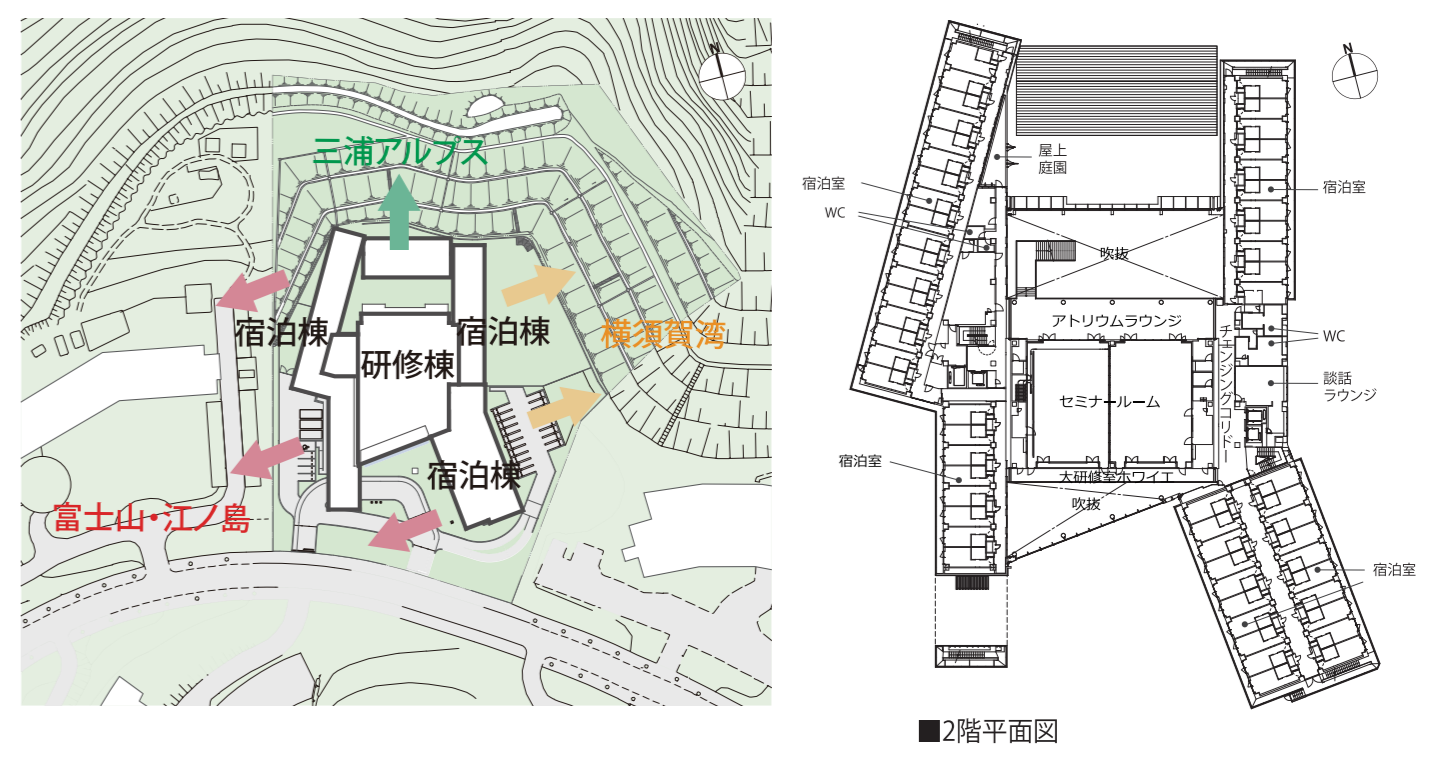 N
三浦アルプス
宿泊棟
宿泊棟
横須賀湾
研修棟
宿泊棟
富士山・江ノ島
N
屋上
庭園
宿泊室
宿泊室
WC
吹抜
アトリウムラウンジ
チェンジングコリドー
WC
談話
ラウンジ
セミナールーム
宿泊室
大研修室ホワイエ
吹抜
宿泊室
■2階平面図